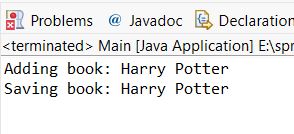 Problems @ Javadoc Declaration
<terminated> Main [Java Application] E:\spr
Adding book: Harry Potter
Saving book: Harry Potter